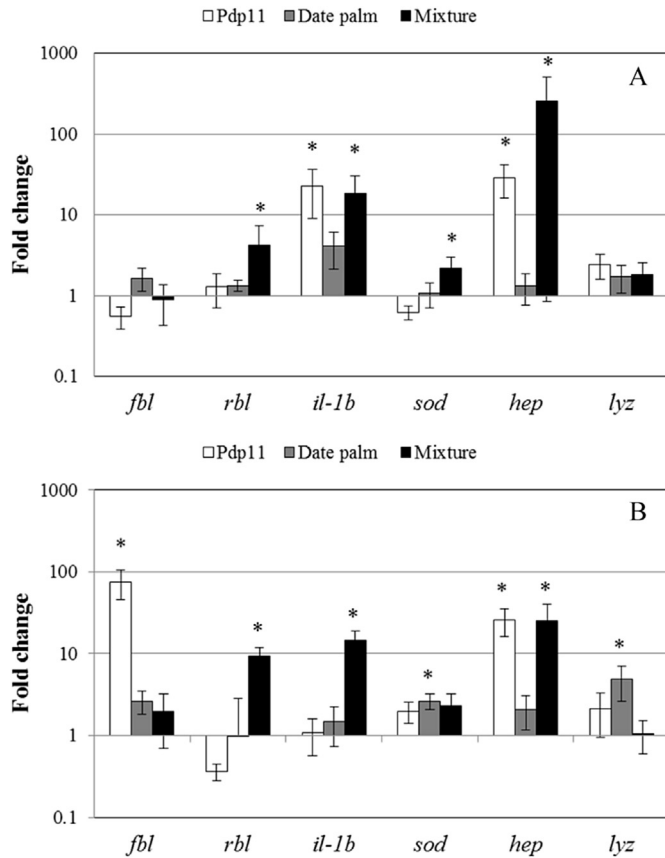 Pdp11 Date palm Mixture
A
Fold change
1000
100
10
1
0.1
* * * * * *
fbl rbl il-1b sod hep lyz
Pdp11 Date palm Mixture
B
Fold change
1000
100
10
1
0.1
* * * * * * *
fbl rbl il-1b sod hep lyz